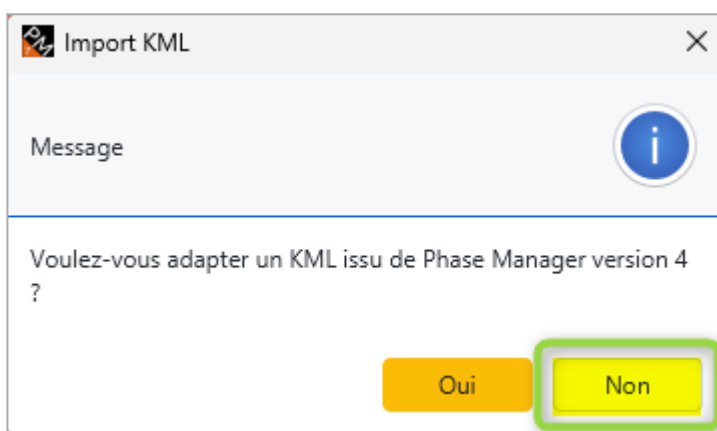 Import KML
Message
Voulez-vous adapter un KML issu de Phase Manager version 4
?
Oui Non